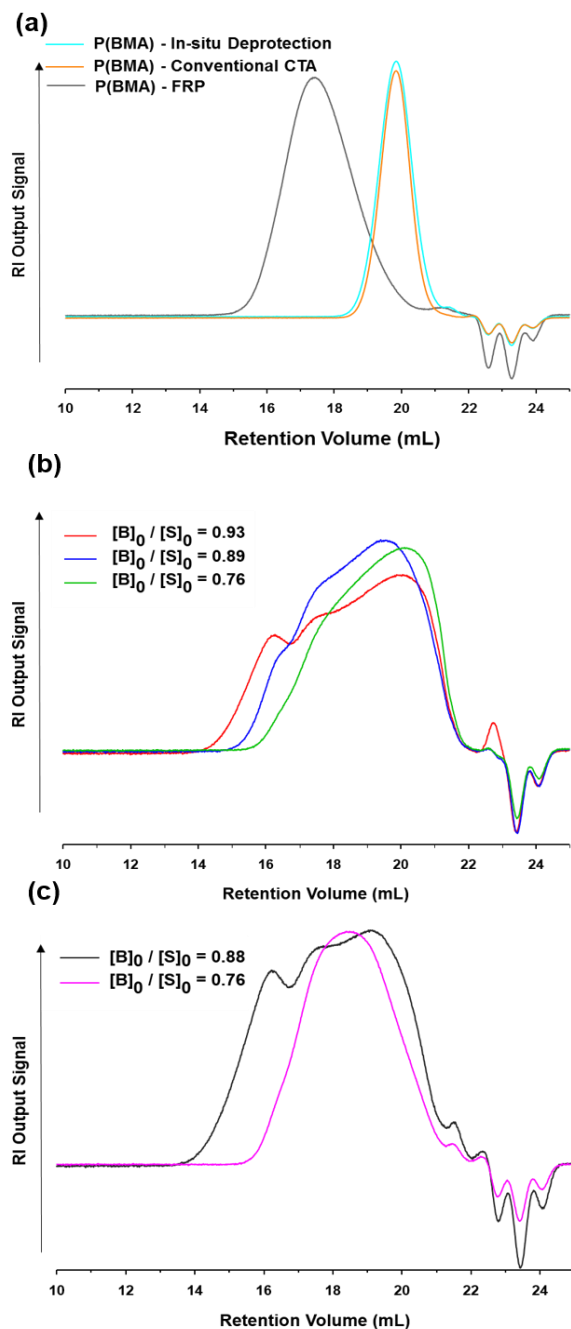 (a)
P(BMA) - In-situ Deprotection
P(BMA) - Conventional CTA
P(BMA) - FRP
RI Output Signal
10 12 14 16 18 20 22 24
Retention Volume (mL)
(b)
[B]0 / [S]0 = 0.93
[B]0 / [S]0 = 0.89
[B]0 / [S]0 = 0.76
RI Output Signal
10 12 14 16 18 20 22 24
Retention Volume (mL)
(c)
[B]0 / [S]0 = 0.88
[B]0 / [S]0 = 0.76
RI Output Signal
10 12 14 16 18 20 22 24
Retention Volume (mL)